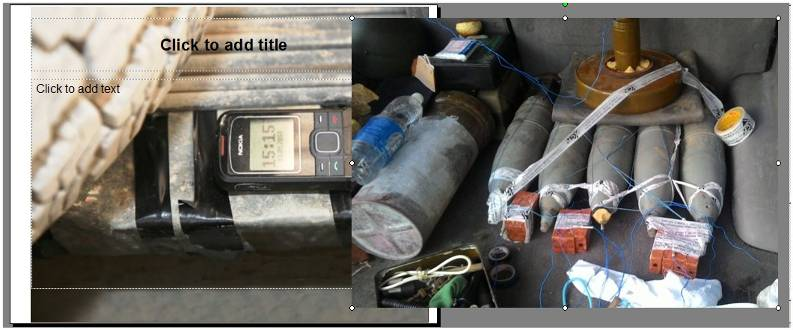 Click to add title
Click to add text
NOKIA
15:15